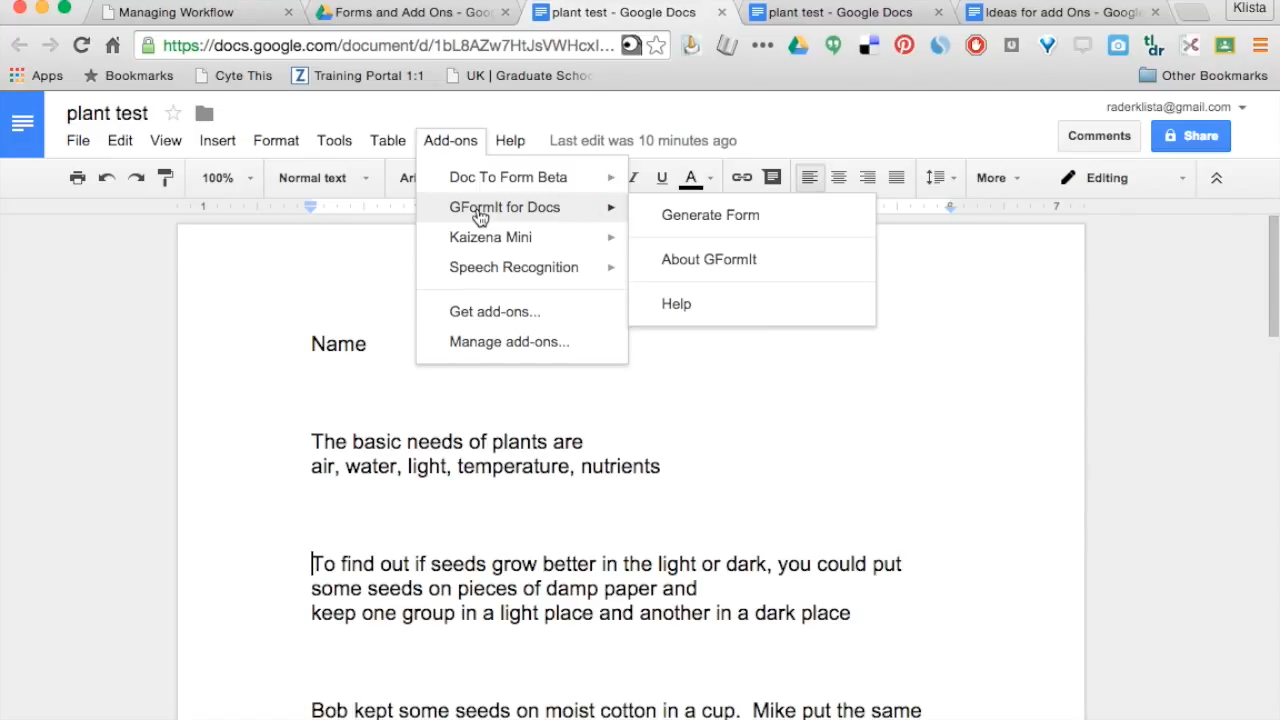 Managing Workflow
Forms and Add Ons - Goo
plant test - Google Docs
plant test - Google Docs
Ideas for add Ons - Google
Klista
https://docs.google.com/document/d/1bL8AZw7HtJsVWHcxI...
tl;dr
Apps
Bookmarks
Cyte This
Training Portal 1:1
UK | Graduate Schoo
Other Bookmarks
plant test
raderklista@gmail.com
File Edit View Insert Format Tools Table Add-ons Help Last edit was 10 minutes ago
Comments
Share
100% Normal text Ari U A More Editing
1 7
Doc To Form Beta
GFormIt for Docs
Kaizena Mini
Speech Recognition
Get add-ons...
Manage add-ons...
Generate Form
About GFormIt
Help
Name
The basic needs of plants are
air, water, light, temperature, nutrients
To find out if seeds grow better in the light or dark, you could put
some seeds on pieces of damp paper and
keep one group in a light place and another in a dark place
Bob kept some seeds on moist cotton in a cup. Mike put the same